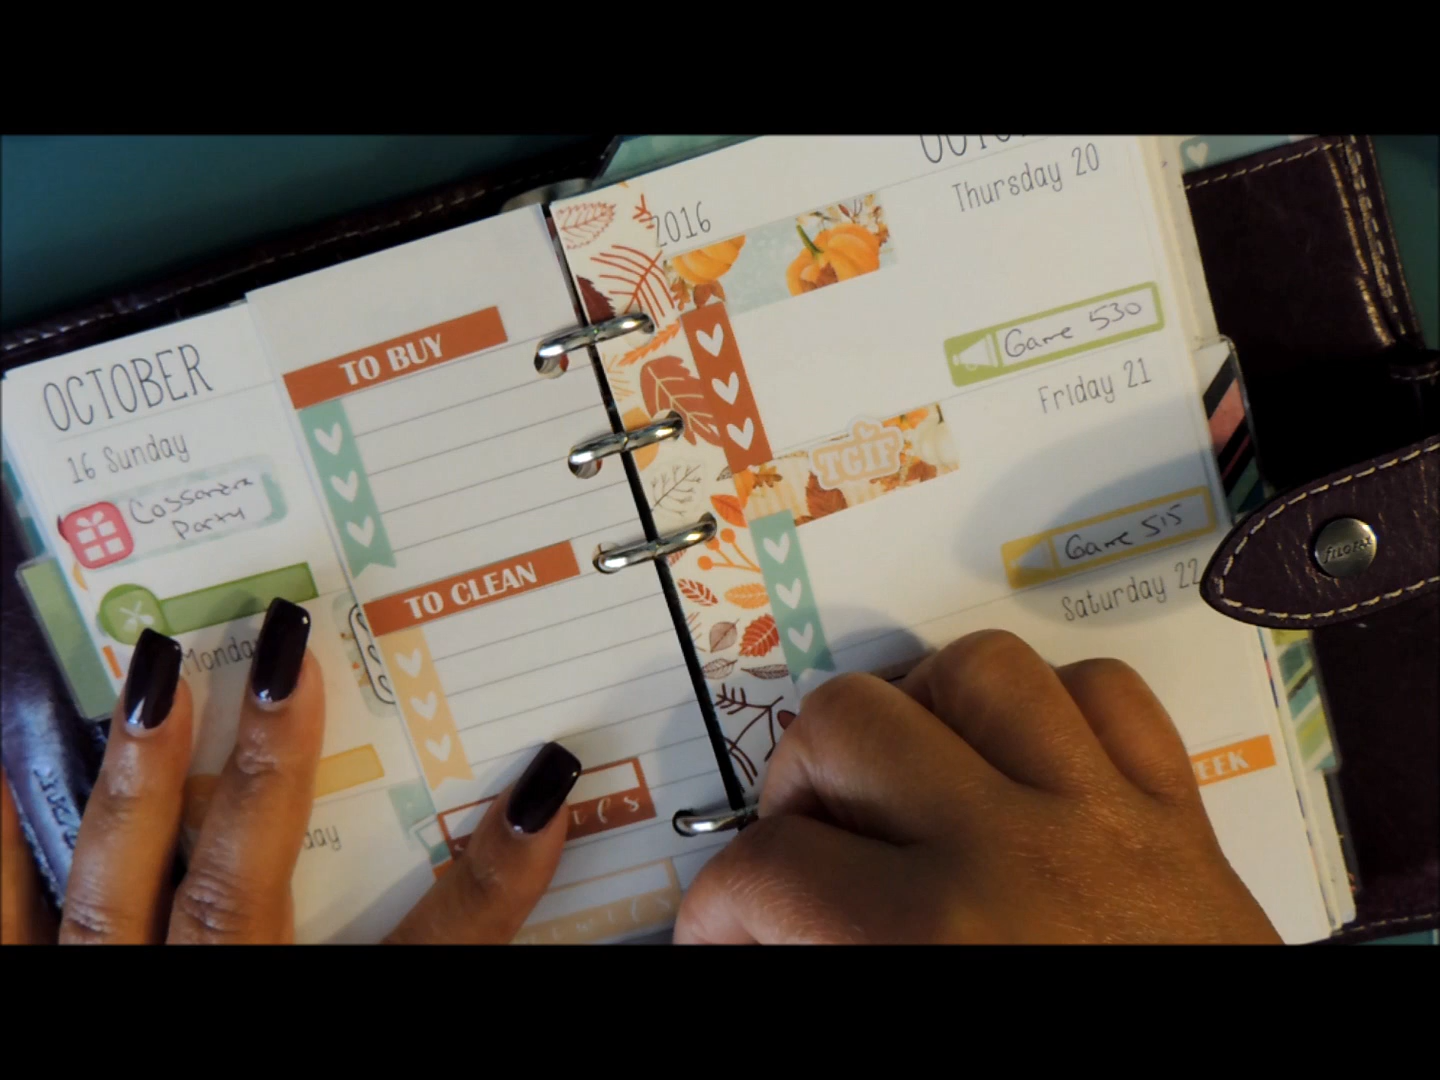 OCTOBER
16 Sunday
Cassandra
Party
Monday
TO BUY
TO CLEAN
2016
Thursday 20
Game 530
Friday 21
TGIF
Game 515
Saturday 22
filofax